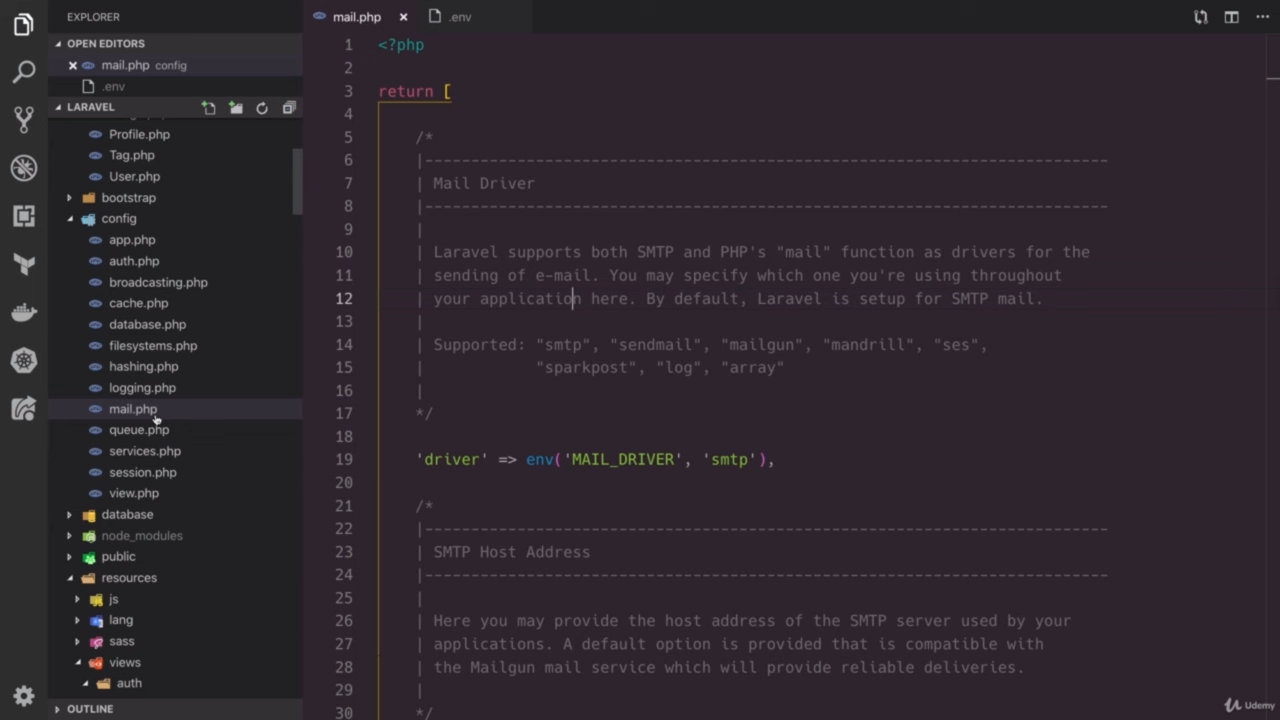 EXPLORER
OPEN EDITORS
mail.php config
.env
LARAVEL
Profile.php
Tag.php
User.php
bootstrap
config
app.php
auth.php
broadcasting.php
cache.php
database.php
filesystems.php
hashing.php
logging.php
mail.php
queue.php
services.php
session.php
view.php
database
node_modules
public
resources
js
lang
sass
views
auth
OUTLINE
mail.php
.env
1 <?php
2
3 return [
4
5 /*
6 |--------------------------------------------------------------------------
7 | Mail Driver
8 |--------------------------------------------------------------------------
9 |
10 | Laravel supports both SMTP and PHP's "mail" function as drivers for the
11 | sending of e-mail. You may specify which one you're using throughout
12 | your application here. By default, Laravel is setup for SMTP mail.
13 |
14 | Supported: "smtp", "sendmail", "mailgun", "mandrill", "ses",
15 | "sparkpost", "log", "array"
16 |
17 */
18
19 'driver' => env('MAIL_DRIVER', 'smtp'),
20
21 /*
22 |--------------------------------------------------------------------------
23 | SMTP Host Address
24 |--------------------------------------------------------------------------
25 |
26 | Here you may provide the host address of the SMTP server used by your
27 | applications. A default option is provided that is compatible with
28 | the Mailgun mail service which will provide reliable deliveries.
29 |
30 */
Udemy